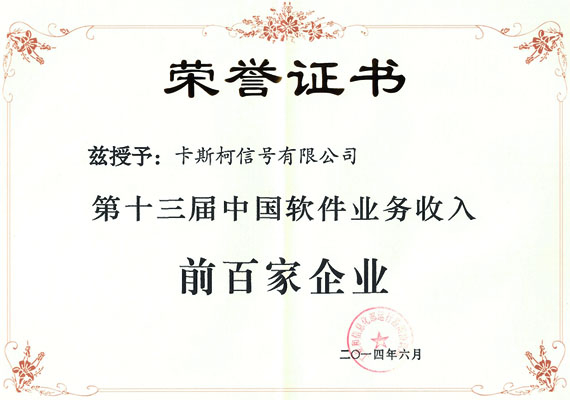 荣誉证书
兹授予：卡斯柯信号有限公司
第十三届中国软件业务收入
前百家企业
二〇一四年六月